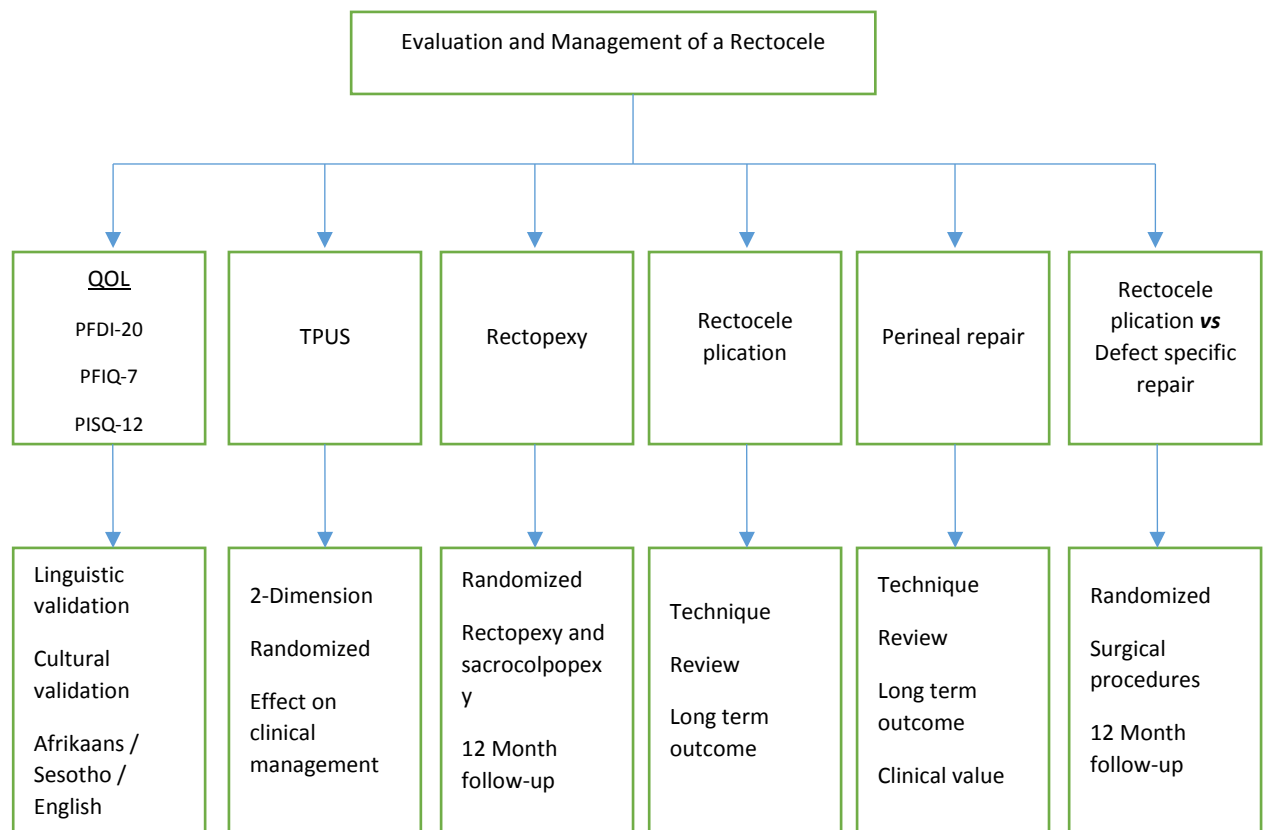 Evaluation and Management of a Rectocele
QOL
PFDI-20
PFIQ-7
PISQ-12
TPUS
Rectopexy
Rectocele
plication
Perineal repair
Rectocele
plication vs
Defect specific
repair
Linguistic
validation
Cultural
validation
Afrikaans /
Sesotho /
English
2-Dimension
Randomized
Effect on
clinical
management
Randomized
Rectopexy and
sacrocolpopex
y
12 Month
follow-up
Technique
Review
Long term
outcome
Technique
Review
Long term
outcome
Clinical value
Randomized
Surgical
procedures
12 Month
follow-up